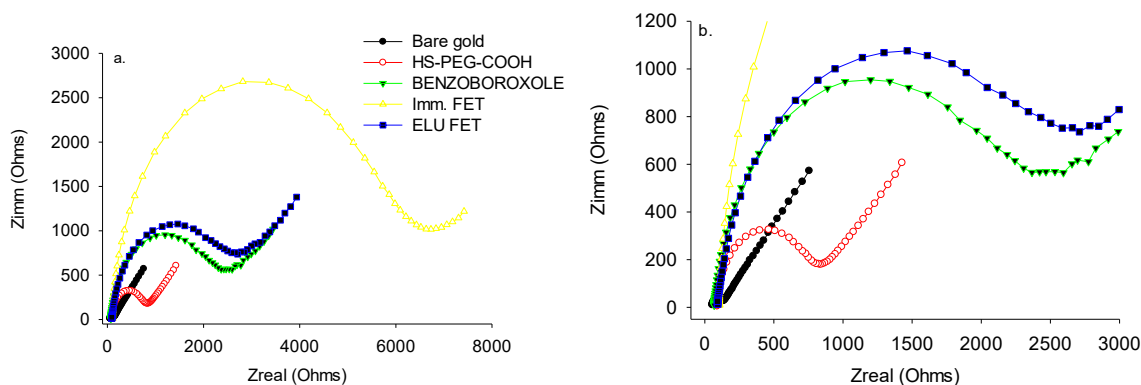 a.
Zimm (Ohms)
3000
2500
2000
1500
1000
500
0
0 2000 4000 6000 8000
Zreal (Ohms)
Bare gold
HS-PEG-COOH
BENZOBOROXOLE
Imm. FET
ELU FET
b.
Zimm (Ohms)
1200
1000
800
600
400
200
0
0 500 1000 1500 2000 2500 3000
Zreal (Ohms)